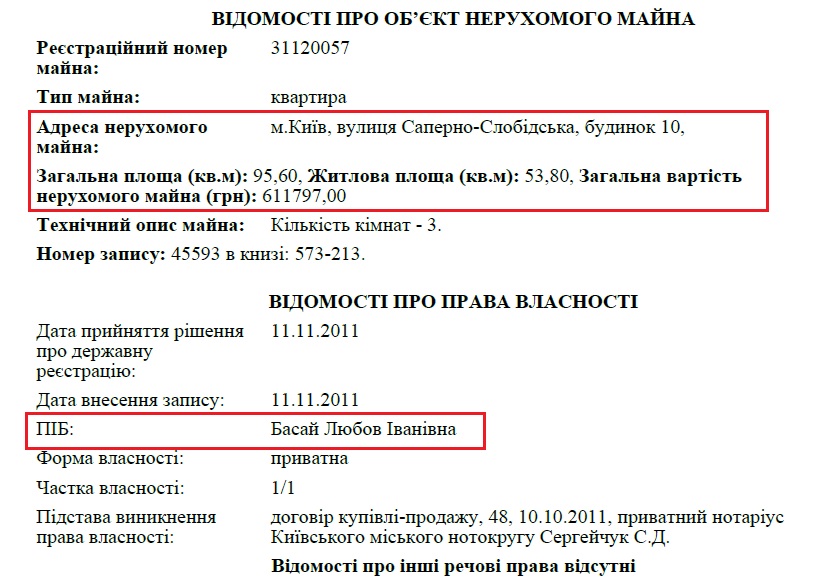 ВІДОМОСТІ ПРО ОБ’ЄКТ НЕРУХОМОГО МАЙНА
Реєстраційний номер майна: 31120057
Тип майна: квартира
Адреса нерухомого майна: м.Київ, вулиця Саперно-Слобідська, будинок 10,
Загальна площа (кв.м): 95,60, Житлова площа (кв.м): 53,80, Загальна вартість
нерухомого майна (грн): 611797,00
Технічний опис майна: Кількість кімнат - 3.
Номер запису: 45593 в книзі: 573-213.
ВІДОМОСТІ ПРО ПРАВА ВЛАСНОСТІ
Дата прийняття рішення про державну реєстрацію: 11.11.2011
Дата внесення запису: 11.11.2011
ПІБ: Басай Любов Іванівна
Форма власності: приватна
Частка власності: 1/1
Підстава виникнення права власності: договір купівлі-продажу, 48, 10.10.2011, приватний нотаріус
Київського міського нотокругу Сергейчук С.Д.
Відомості про інші речові права відсутні